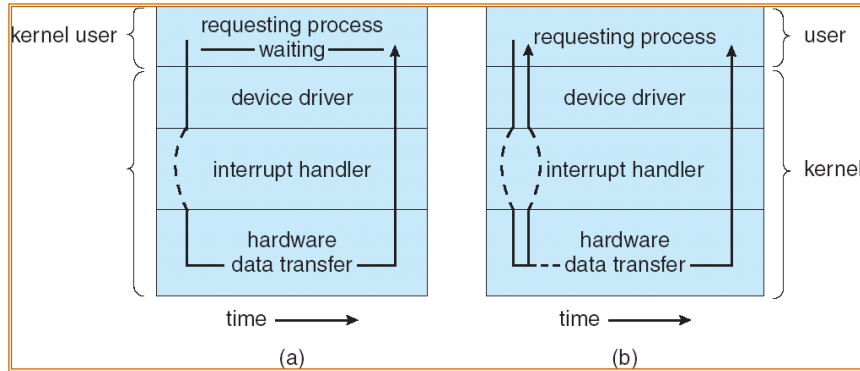 kernel user
requesting process
waiting
device driver
interrupt handler
hardware
data transfer
time
(a)
requesting process
user
device driver
interrupt handler
kernel
hardware
data transfer
time
(b)